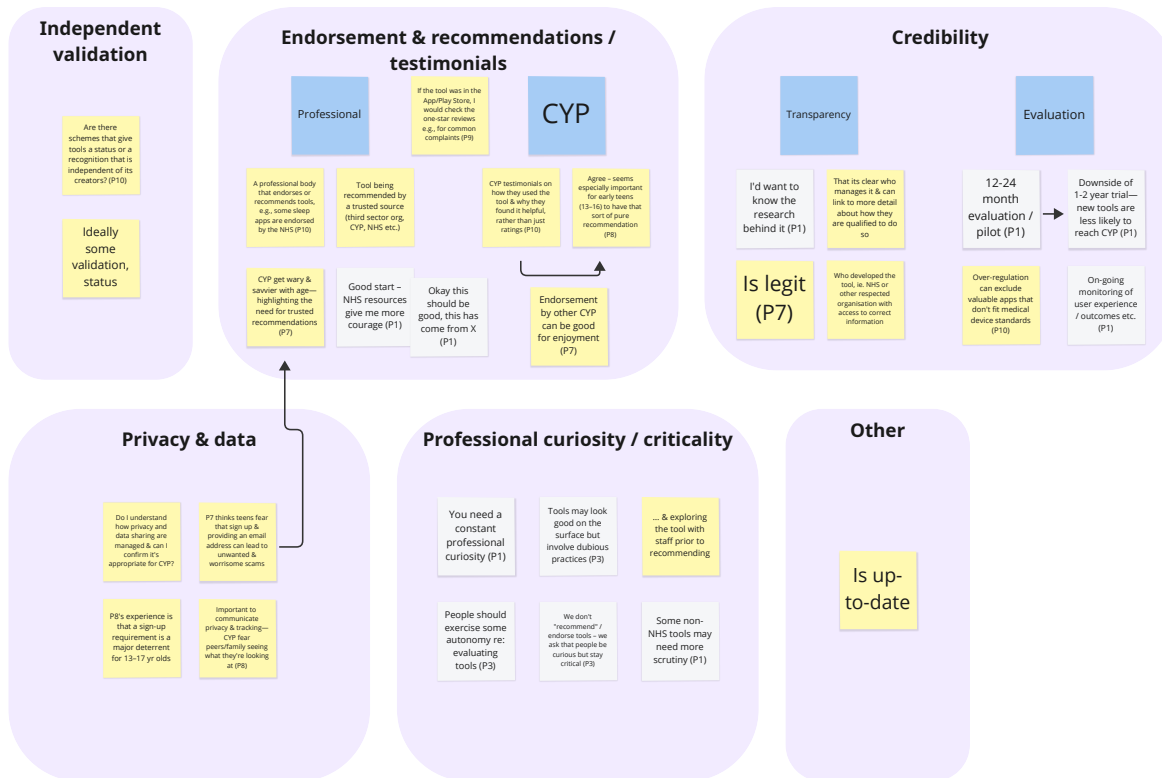 Independent
validation
Are there
schemes that give
tools a status or a
recognition that is
independent of its
creators? (P10)
Ideally
some
validation,
status
Endorsement & recommendations /
testimonials
Professional
If the tool was in the
App/Play Store, I
would check the
one-star reviews
e.g., for common
complaints (P9)
CYP
A professional body
that endorses or
recommends tools,
e.g., some sleep
apps are endorsed
by the NHS (P10)
Tool being
recommended by
a trusted source
(third sector org,
CYP, NHS etc.)
CYP testimonials on
how they used the
tool & why they
found it helpful,
rather than just
ratings (P10)
Agree – seems
especially important
for early teens
(13–16) to have that
sort of pure
recommendation
(P8)
CYP get wary &
savvier with age—
highlighting the
need for trusted
recommendations
(P7)
Good start –
NHS resources
give me more
courage (P1)
Okay this
should be
good, this has
come from X
(P1)
Endorsement
by other CYP
can be good
for enjoyment
(P7)
Credibility
Transparency
Evaluation
I'd want to
know the
research
behind it (P1)
That its clear who
manages it & can
link to more detail
about how they
are qualified to do
so
12-24
month
evaluation /
pilot (P1)
Downside of
1-2 year trial—
new tools are
less likely to
reach CYP (P1)
Is legit
(P7)
Who developed the
tool, ie. NHS or
other respected
organisation with
access to correct
information
Over-regulation
can exclude
valuable apps that
don't fit medical
device standards
(P10)
On-going
monitoring of
user experience
/ outcomes etc.
(P1)
Privacy & data
Do I understand
how privacy and
data sharing are
managed & can I
confirm it's
appropriate for CYP?
P7 thinks teens fear
that sign up &
providing an email
address can lead to
unwanted &
worrisome scams
P8's experience is
that a sign-up
requirement is a
major deterrent
for 13–17 yr olds
Important to
communicate
privacy & tracking—
CYP fear
peers/family seeing
what they're looking
at (P8)
Professional curiosity / criticality
You need a
constant
professional
curiosity (P1)
Tools may look
good on the
surface but
involve dubious
practices (P3)
... & exploring
the tool with
staff prior to
recommending
People should
exercise some
autonomy re:
evaluating
tools (P3)
We don't
"recommend" /
endorse tools – we
ask that people be
curious but stay
critical (P3)
Some non-
NHS tools may
need more
scrutiny (P1)
Other
Is up-
to-date